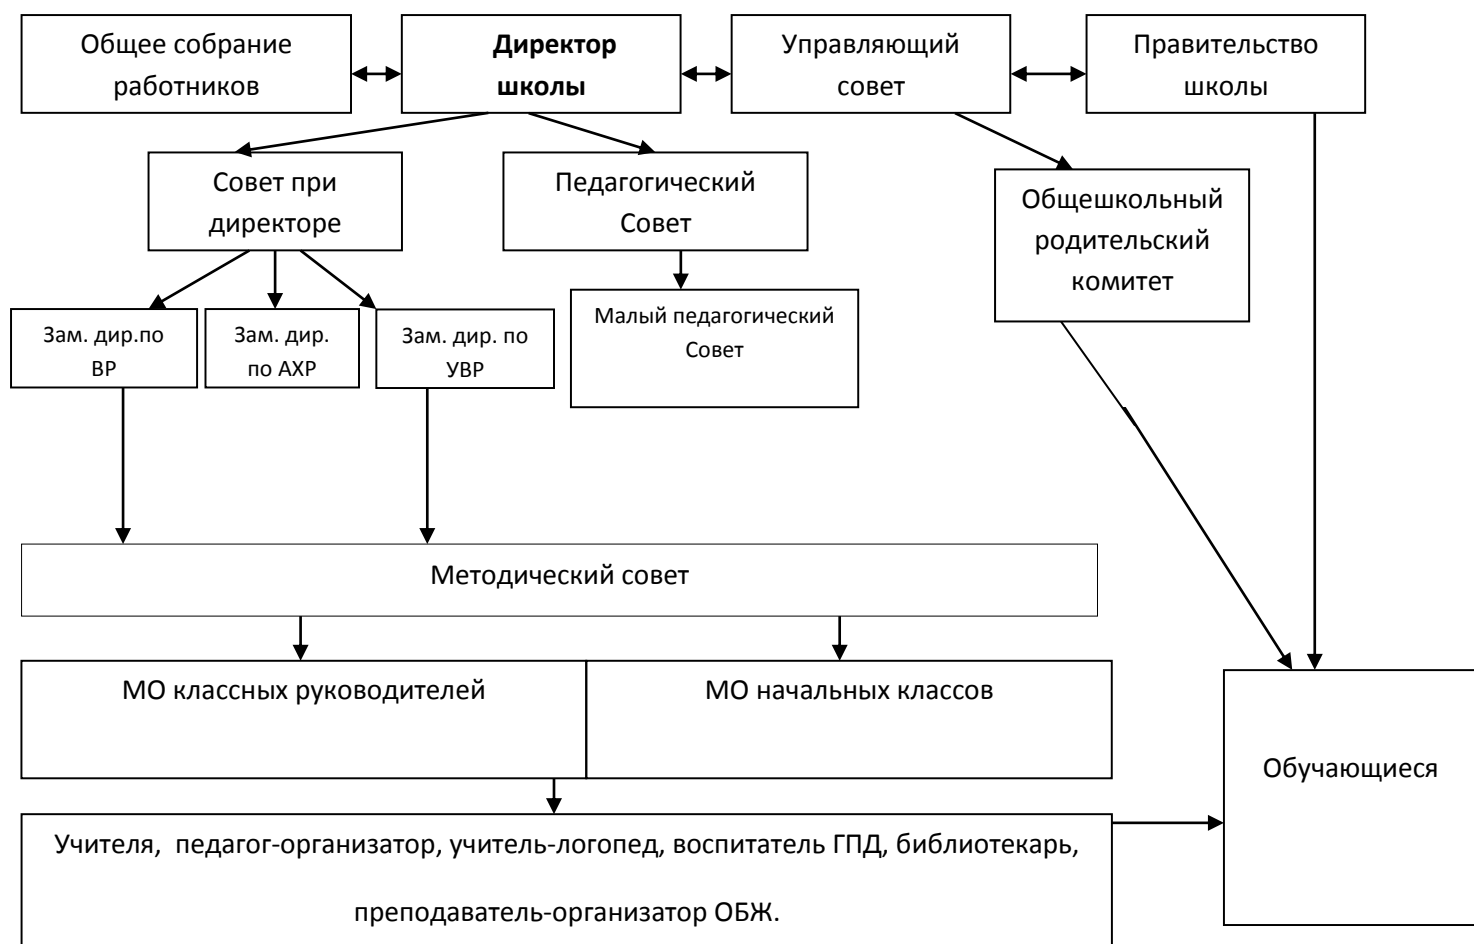 Общее собрание
работников
Директор
школы
Управляющий
совет
Правительство
школы
Совет при
директоре
Педагогический
Совет
Общешкольный
родительский
комитет
Зам. дир.по
ВР
Зам. дир.
по АХР
Зам. дир. по
УВР
Малый педагогический
Совет
Методический совет
МО классных руководителей
МО начальных классов
Обучающиеся
Учителя, педагог-организатор, учитель-логопед, воспитатель ГПД, библиотекарь,
преподаватель-организатор ОБЖ.